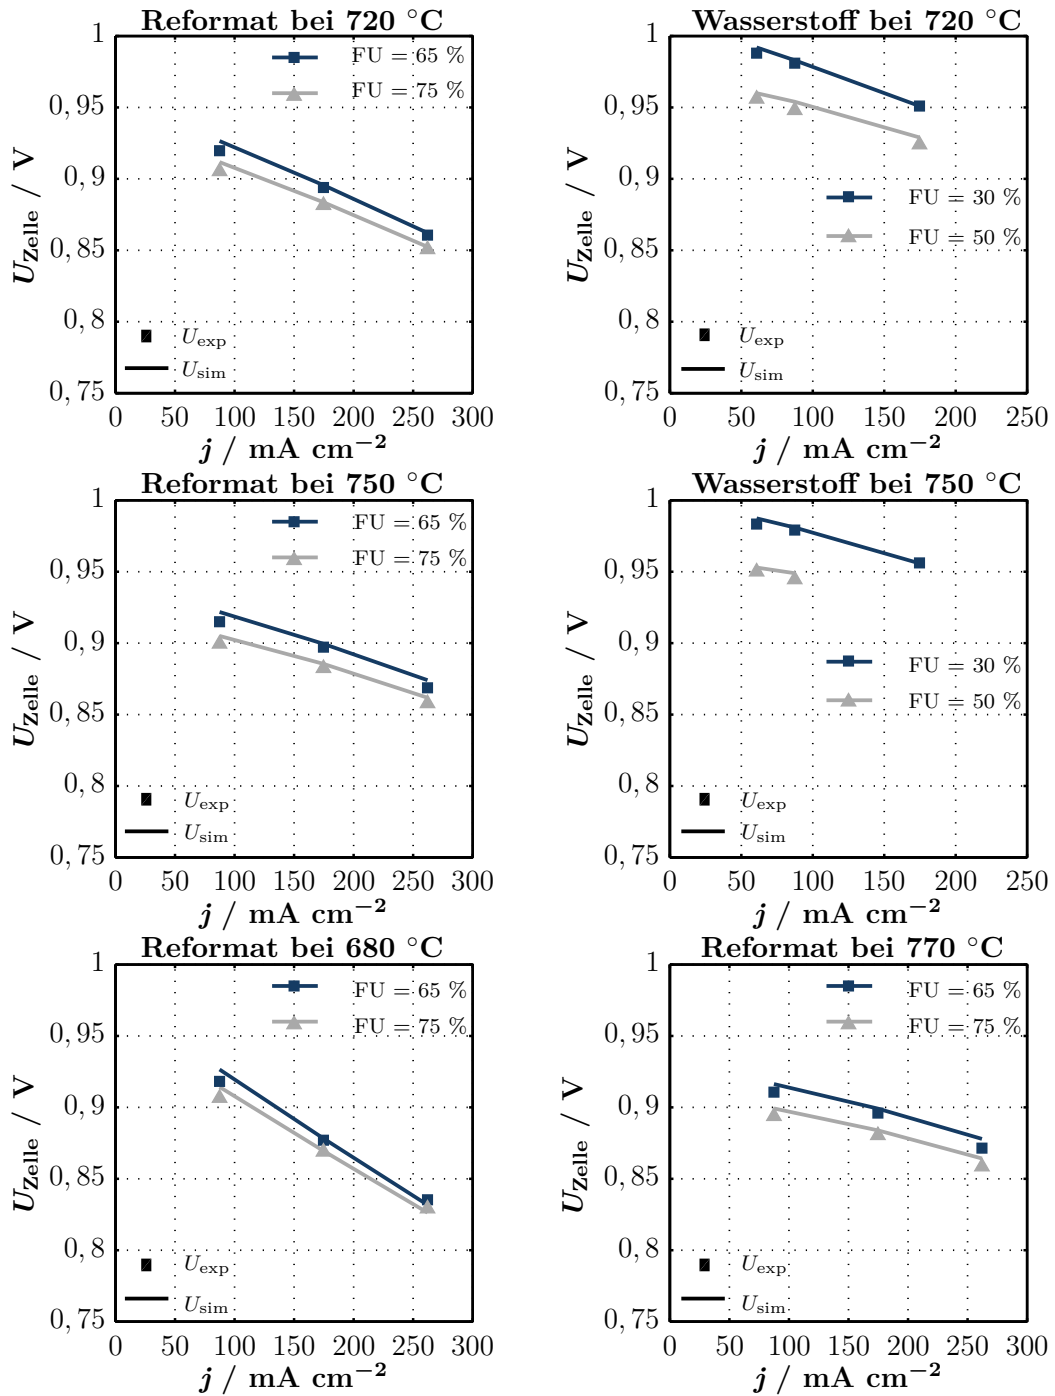 Reformat bei 720 °C
1
0,95
0,9
0,85
0,8
0,75
U_Zelle / V
FU = 65 %
FU = 75 %
U_exp
U_sim
0 50 100 150 200 250 300
j / mA cm⁻²
Wasserstoff bei 720 °C
1
0,95
0,9
0,85
0,8
0,75
U_Zelle / V
FU = 30 %
FU = 50 %
U_exp
U_sim
0 50 100 150 200 250
j / mA cm⁻²
Reformat bei 750 °C
1
0,95
0,9
0,85
0,8
0,75
U_Zelle / V
FU = 65 %
FU = 75 %
U_exp
U_sim
0 50 100 150 200 250 300
j / mA cm⁻²
Wasserstoff bei 750 °C
1
0,95
0,9
0,85
0,8
0,75
U_Zelle / V
FU = 30 %
FU = 50 %
U_exp
U_sim
0 50 100 150 200 250
j / mA cm⁻²
Reformat bei 680 °C
1
0,95
0,9
0,85
0,8
0,75
U_Zelle / V
FU = 65 %
FU = 75 %
U_exp
U_sim
0 50 100 150 200 250 300
j / mA cm⁻²
Reformat bei 770 °C
1
0,95
0,9
0,85
0,8
0,75
U_Zelle / V
FU = 65 %
FU = 75 %
U_exp
U_sim
0 50 100 150 200 250 300
j / mA cm⁻²